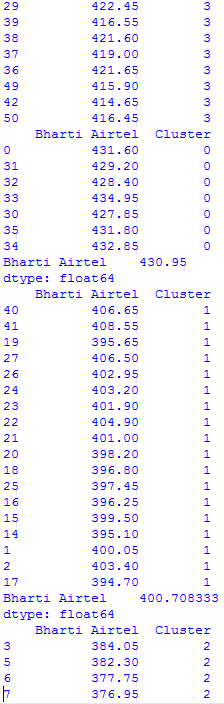 29 422.45 3
39 416.55 3
38 421.60 3
37 419.00 3
36 421.65 3
49 415.90 3
42 414.65 3
50 416.45 3
Bharti Airtel Cluster
0 431.60 0
31 429.20 0
32 428.40 0
33 434.95 0
30 427.85 0
35 431.80 0
34 432.85 0
Bharti Airtel 430.95
dtype: float64
Bharti Airtel Cluster
40 406.65 1
41 408.55 1
19 395.65 1
27 406.50 1
26 402.95 1
24 403.20 1
23 401.90 1
22 404.90 1
21 401.00 1
20 398.20 1
18 396.80 1
25 397.45 1
16 396.25 1
15 399.50 1
14 395.10 1
1 400.05 1
2 403.40 1
17 394.70 1
Bharti Airtel 400.708333
dtype: float64
Bharti Airtel Cluster
3 384.05 2
5 382.30 2
6 377.75 2
7 376.95 2